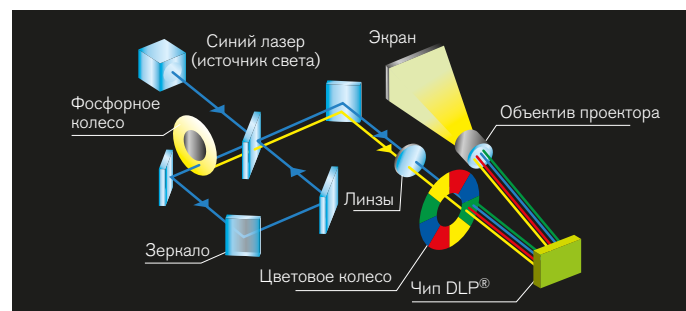 Синий лазер
(источник света)
Экран
Фосфорное
колесо
Объектив проектора
Линзы
Зеркало
Цветовое колесо
Чип DLP®